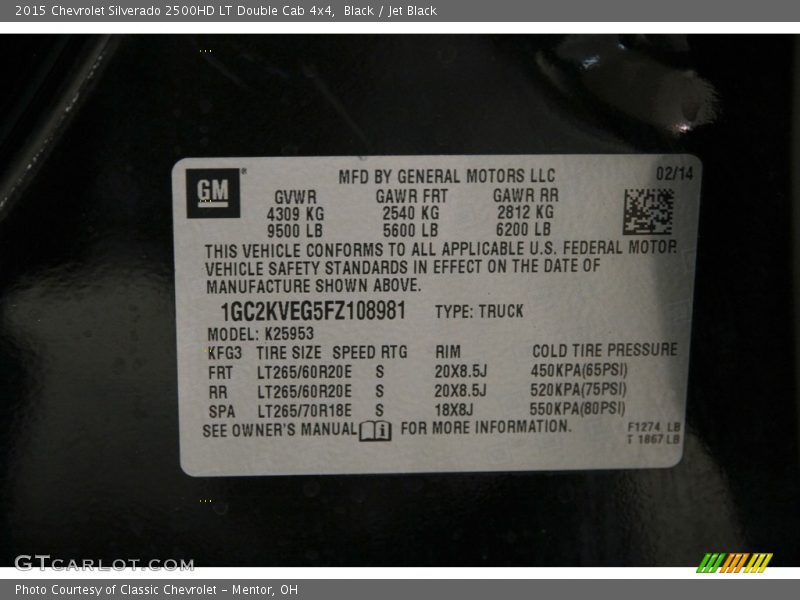 2015 Chevrolet Silverado 2500HD LT Double Cab 4x4, Black / Jet Black
GM
MFD BY GENERAL MOTORS LLC 02/14
GVWR GAWR FRT GAWR RR
4309 KG 2540 KG 2812 KG
9500 LB 5600 LB 6200 LB
THIS VEHICLE CONFORMS TO ALL APPLICABLE U.S. FEDERAL MOTOR
VEHICLE SAFETY STANDARDS IN EFFECT ON THE DATE OF
MANUFACTURE SHOWN ABOVE.
1GC2KVEG5FZ108981 TYPE: TRUCK
MODEL: K25953
KFG3 TIRE SIZE SPEED RTG RIM COLD TIRE PRESSURE
FRT LT265/60R20E S 20X8.5J 450KPA(65PSI)
RR LT265/60R20E S 20X8.5J 520KPA(75PSI)
SPA LT265/70R18E S 18X8J 550KPA(80PSI)
SEE OWNER'S MANUAL i FOR MORE INFORMATION.
F1274 LB
T 1867 LB
GTCARLOT.COM
Photo Courtesy of Classic Chevrolet - Mentor, OH